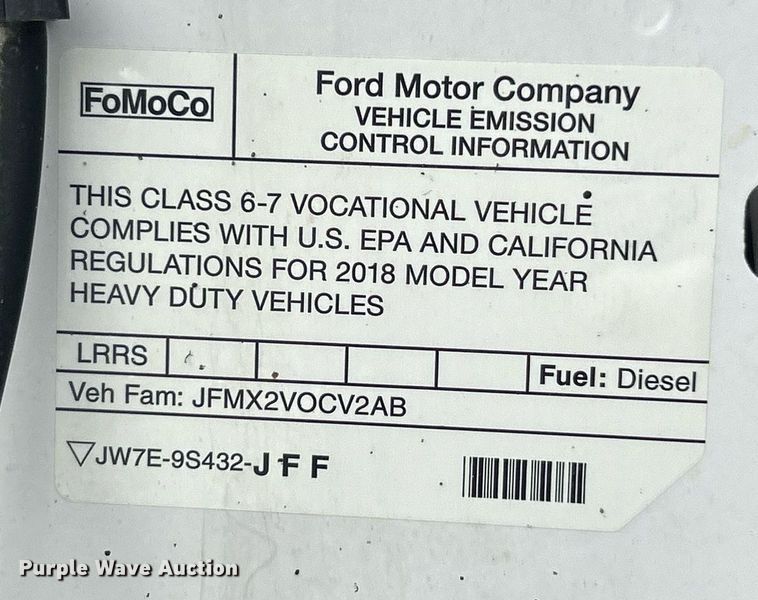 FoMoCo
Ford Motor Company
VEHICLE EMISSION
CONTROL INFORMATION
THIS CLASS 6-7 VOCATIONAL VEHICLE
COMPLIES WITH U.S. EPA AND CALIFORNIA
REGULATIONS FOR 2018 MODEL YEAR
HEAVY DUTY VEHICLES
LRRS
Fuel: Diesel
Veh Fam: JFMX2VOCV2AB
▽JW7E-9S432-JFF
Purple Wave Auction